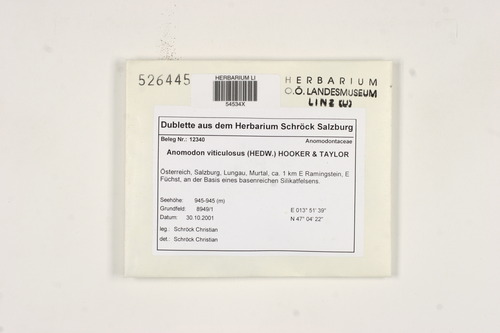 526445
HERBARIUM LI
54534X
HERBARIUM
O.Ö. LANDESMUSEUM
LINZ (U)
Dublette aus dem Herbarium Schröck Salzburg
Beleg Nr.: 12340 Anomodontaceae
Anomodon viticulosus (HEDW.) HOOKER & TAYLOR
Österreich, Salzburg, Lungau, Murtal, ca. 1 km E Ramingstein, E
Füchst, an der Basis eines basenreichen Silikatfelsens.
Seehöhe: 945-945 (m)
Grundfeld: 8949/1 E 013° 51' 39"
Datum: 30.10.2001 N 47° 04' 22"
leg.: Schröck Christian
det.: Schröck Christian